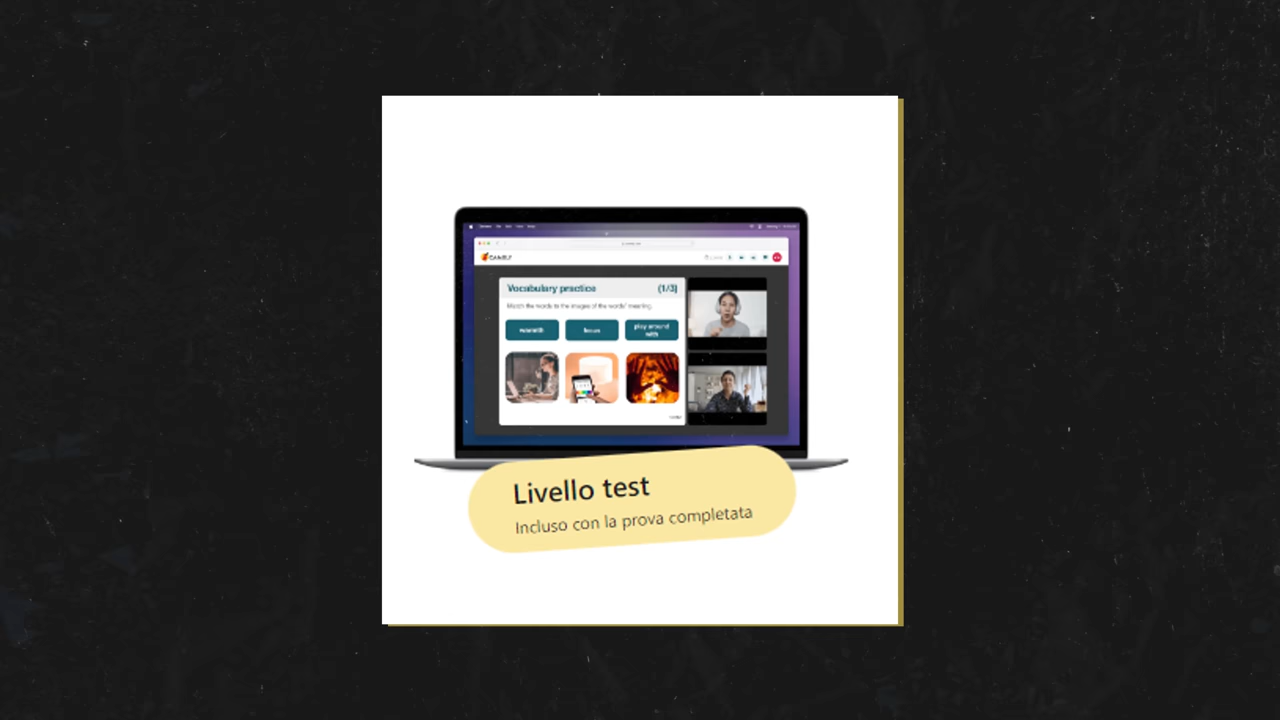 CAMBLY
Vocabulary practice (1/3)
Match the words to the images of the words' meaning.
warmth
focus
play around
with
Livello test
Incluso con la prova completata